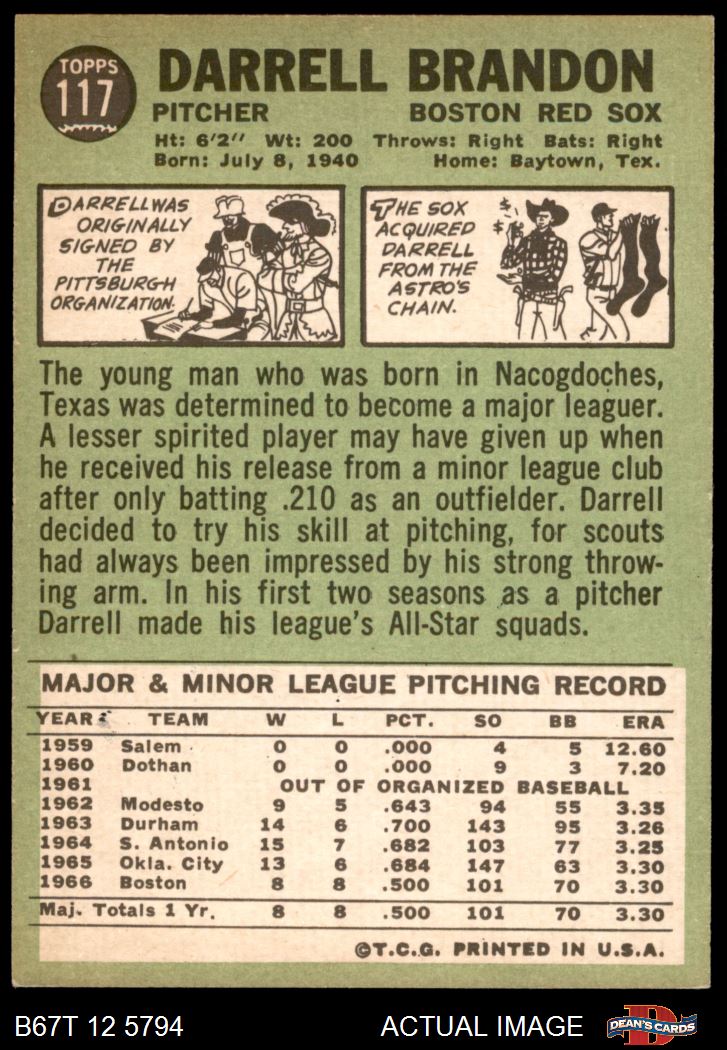 TOPPS
117
DARRELL BRANDON
PITCHER BOSTON RED SOX
Ht: 6'2" Wt: 200 Throws: Right Bats: Right
Born: July 8, 1940 Home: Baytown, Tex.
DARRELL WAS
ORIGINALLY
SIGNED BY
THE
PITTSBURGH
ORGANIZATION.
THE SOX
ACQUIRED
DARRELL
FROM THE
ASTRO'S
CHAIN.
$
$
The young man who was born in Nacogdoches,
Texas was determined to become a major leaguer.
A lesser spirited player may have given up when
he received his release from a minor league club
after only batting .210 as an outfielder. Darrell
decided to try his skill at pitching, for scouts
had always been impressed by his strong throw-
ing arm. In his first two seasons as a pitcher
Darrell made his league's All-Star squads.
MAJOR & MINOR LEAGUE PITCHING RECORD
YEAR TEAM W L PCT. SO BB ERA
1959 Salem 0 0 .000 4 5 12.60
1960 Dothan 0 0 .000 9 3 7.20
1961 OUT OF ORGANIZED BASEBALL
1962 Modesto 9 5 .643 94 55 3.35
1963 Durham 14 6 .700 143 95 3.26
1964 S. Antonio 15 7 .682 103 77 3.25
1965 Okla. City 13 6 .684 147 63 3.30
1966 Boston 8 8 .500 101 70 3.30
Maj. Totals 1 Yr. 8 8 .500 101 70 3.30
©T.C.G. PRINTED IN U.S.A.
B67T 12 5794 ACTUAL IMAGE DEAN'S CARDS